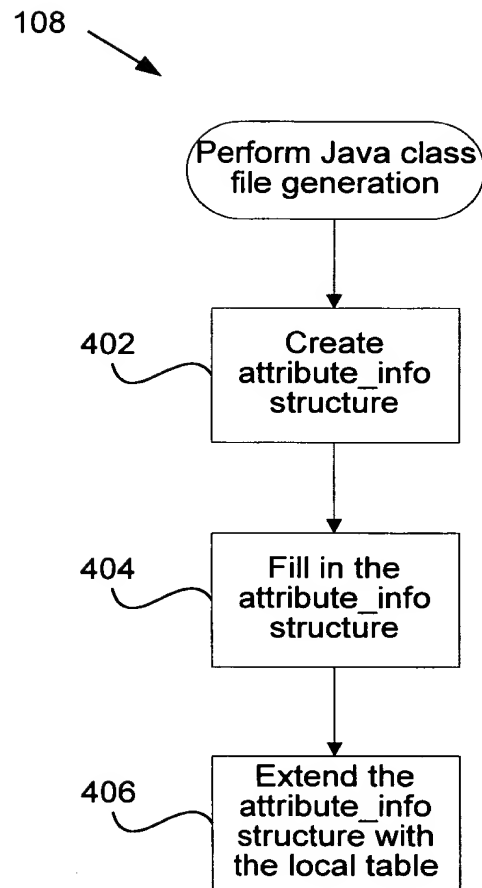 108
Perform Java class
file generation
402
Create
attribute_info
structure
404
Fill in the
attribute_info
structure
406
Extend the
attribute_info
structure with
the local table